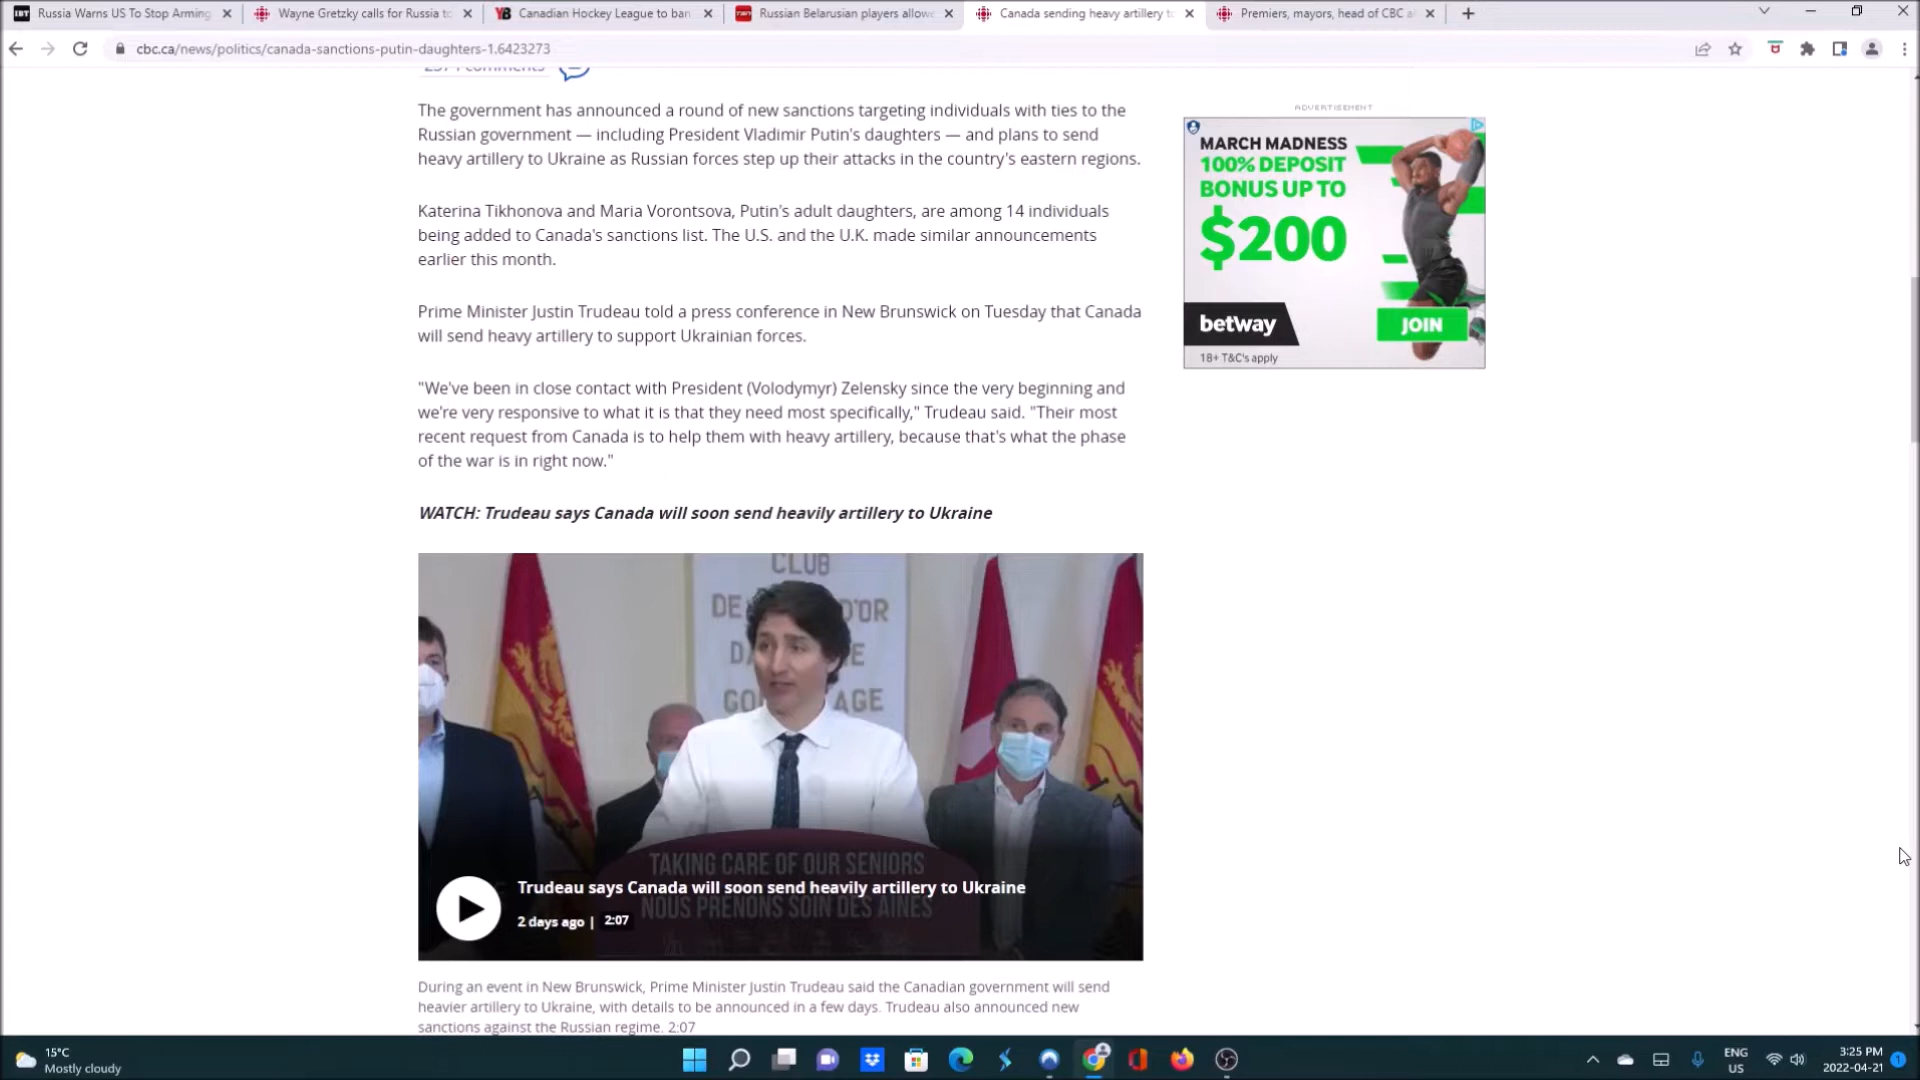 Russia Warns US To Stop Arming
Wayne Gretzky calls for Russia to
Canadian Hockey League to ban
Russian Belarusian players allowe
Canada sending heavy artillery to
Premiers, mayors, head of CBC a
cbc.ca/news/politics/canada-sanctions-putin-daughters-1.6423273
comments
The government has announced a round of new sanctions targeting individuals with ties to the
Russian government — including President Vladimir Putin's daughters — and plans to send
heavy artillery to Ukraine as Russian forces step up their attacks in the country's eastern regions.
Katerina Tikhonova and Maria Vorontsova, Putin's adult daughters, are among 14 individuals
being added to Canada's sanctions list. The U.S. and the U.K. made similar announcements
earlier this month.
Prime Minister Justin Trudeau told a press conference in New Brunswick on Tuesday that Canada
will send heavy artillery to support Ukrainian forces.
"We've been in close contact with President (Volodymyr) Zelensky since the very beginning and
we're very responsive to what it is that they need most specifically," Trudeau said. "Their most
recent request from Canada is to help them with heavy artillery, because that's what the phase
of the war is in right now."
WATCH: Trudeau says Canada will soon send heavily artillery to Ukraine
CLUB
DE D'OR
GO AGE
TAKING CARE OF OUR SENIORS
Trudeau says Canada will soon send heavily artillery to Ukraine
NOUS PRENONS SOIN DES AÎNÉS
2 days ago | 2:07
During an event in New Brunswick, Prime Minister Justin Trudeau said the Canadian government will send
heavier artillery to Ukraine, with details to be announced in a few days. Trudeau also announced new
sanctions against the Russian regime. 2:07
ADVERTISEMENT
MARCH MADNESS
100% DEPOSIT
BONUS UP TO
$200
betway
JOIN
18+ T&C's apply
15°C
Mostly cloudy
ENG
US
3:25 PM
2022-04-21
1